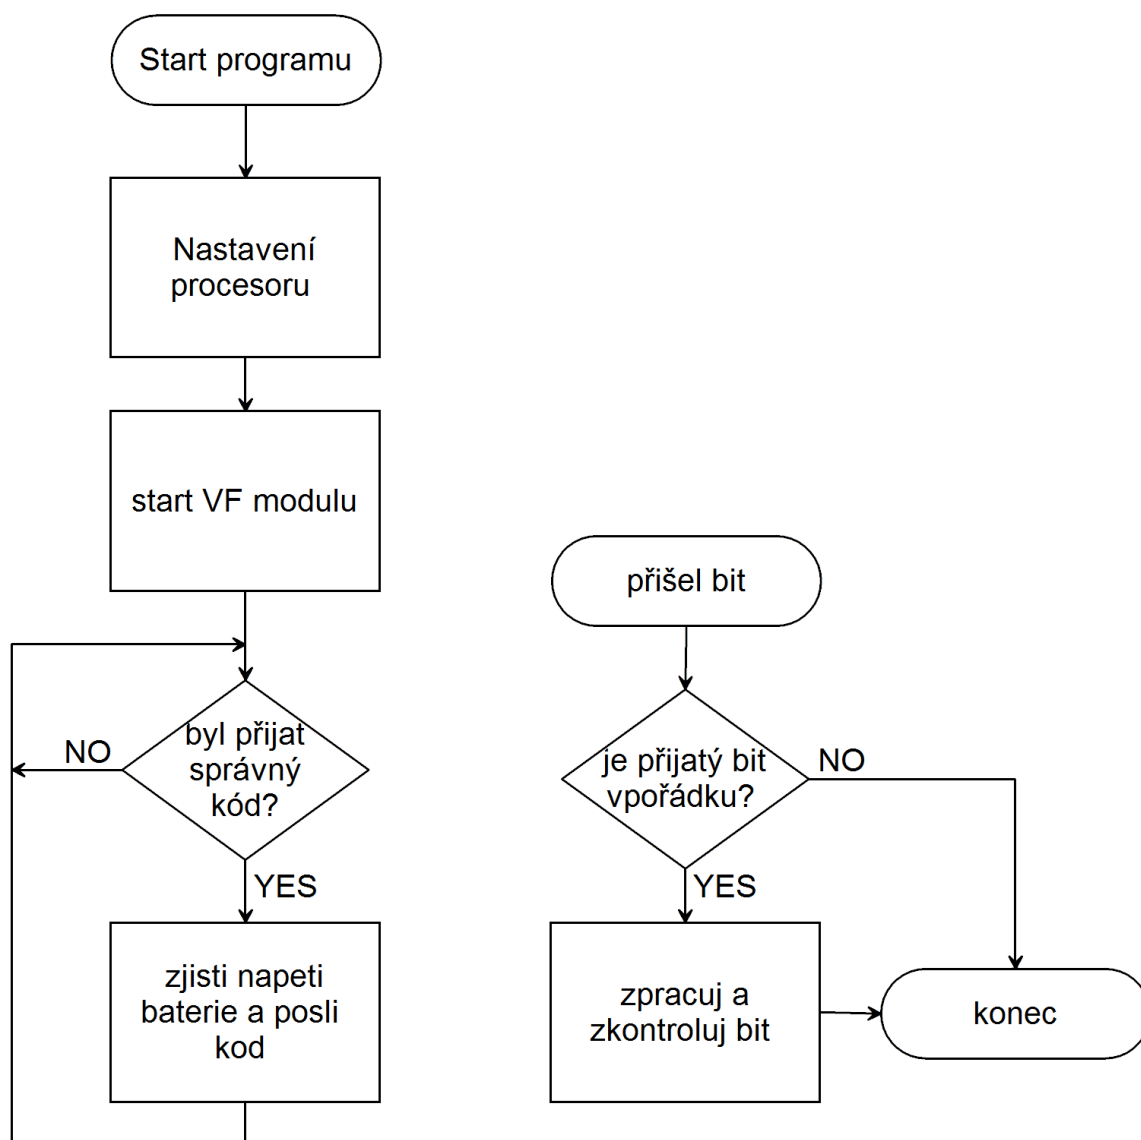 Start programu
Nastavení
procesoru
start VF modulu
byl přijat
správný
kód?
NO
YES
zjisti napeti
baterie a posli
kod
přišel bit
je přijatý bit
vpořádku?
NO
YES
zpracuj a
zkontroluj bit
konec